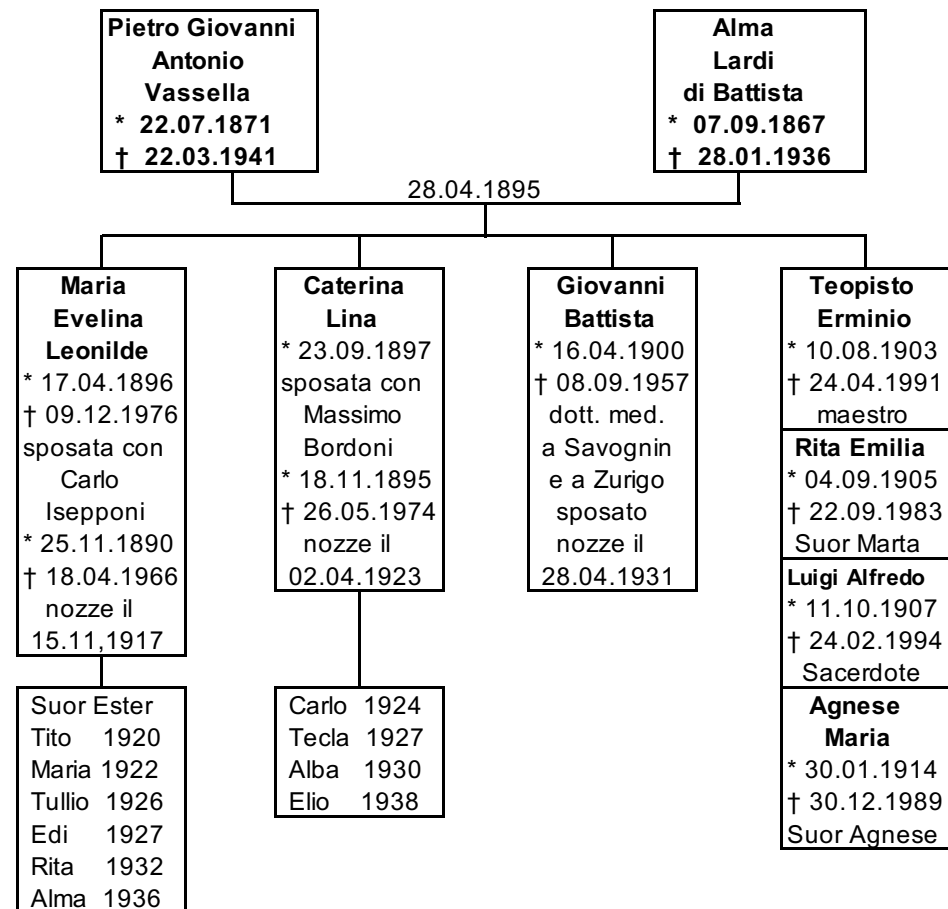 Pietro Giovanni
Antonio
Vassella
* 22.07.1871
† 22.03.1941
Alma
Lardi
di Battista
* 07.09.1867
† 28.01.1936
28.04.1895
Maria
Evelina
Leonilde
* 17.04.1896
† 09.12.1976
sposata con
Carlo
Isepponi
* 25.11.1890
† 18.04.1966
nozze il
15.11,1917
Suor Ester
Tito 1920
Maria 1922
Tullio 1926
Edi 1927
Rita 1932
Alma 1936
Caterina
Lina
* 23.09.1897
sposata con
Massimo
Bordoni
* 18.11.1895
† 26.05.1974
nozze il
02.04.1923
Carlo 1924
Tecla 1927
Alba 1930
Elio 1938
Giovanni
Battista
* 16.04.1900
† 08.09.1957
dott. med.
a Savognin
e a Zurigo
sposato
nozze il
28.04.1931
Teopisto
Erminio
* 10.08.1903
† 24.04.1991
maestro
Rita Emilia
* 04.09.1905
† 22.09.1983
Suor Marta
Luigi Alfredo
* 11.10.1907
† 24.02.1994
Sacerdote
Agnese
Maria
* 30.01.1914
† 30.12.1989
Suor Agnese